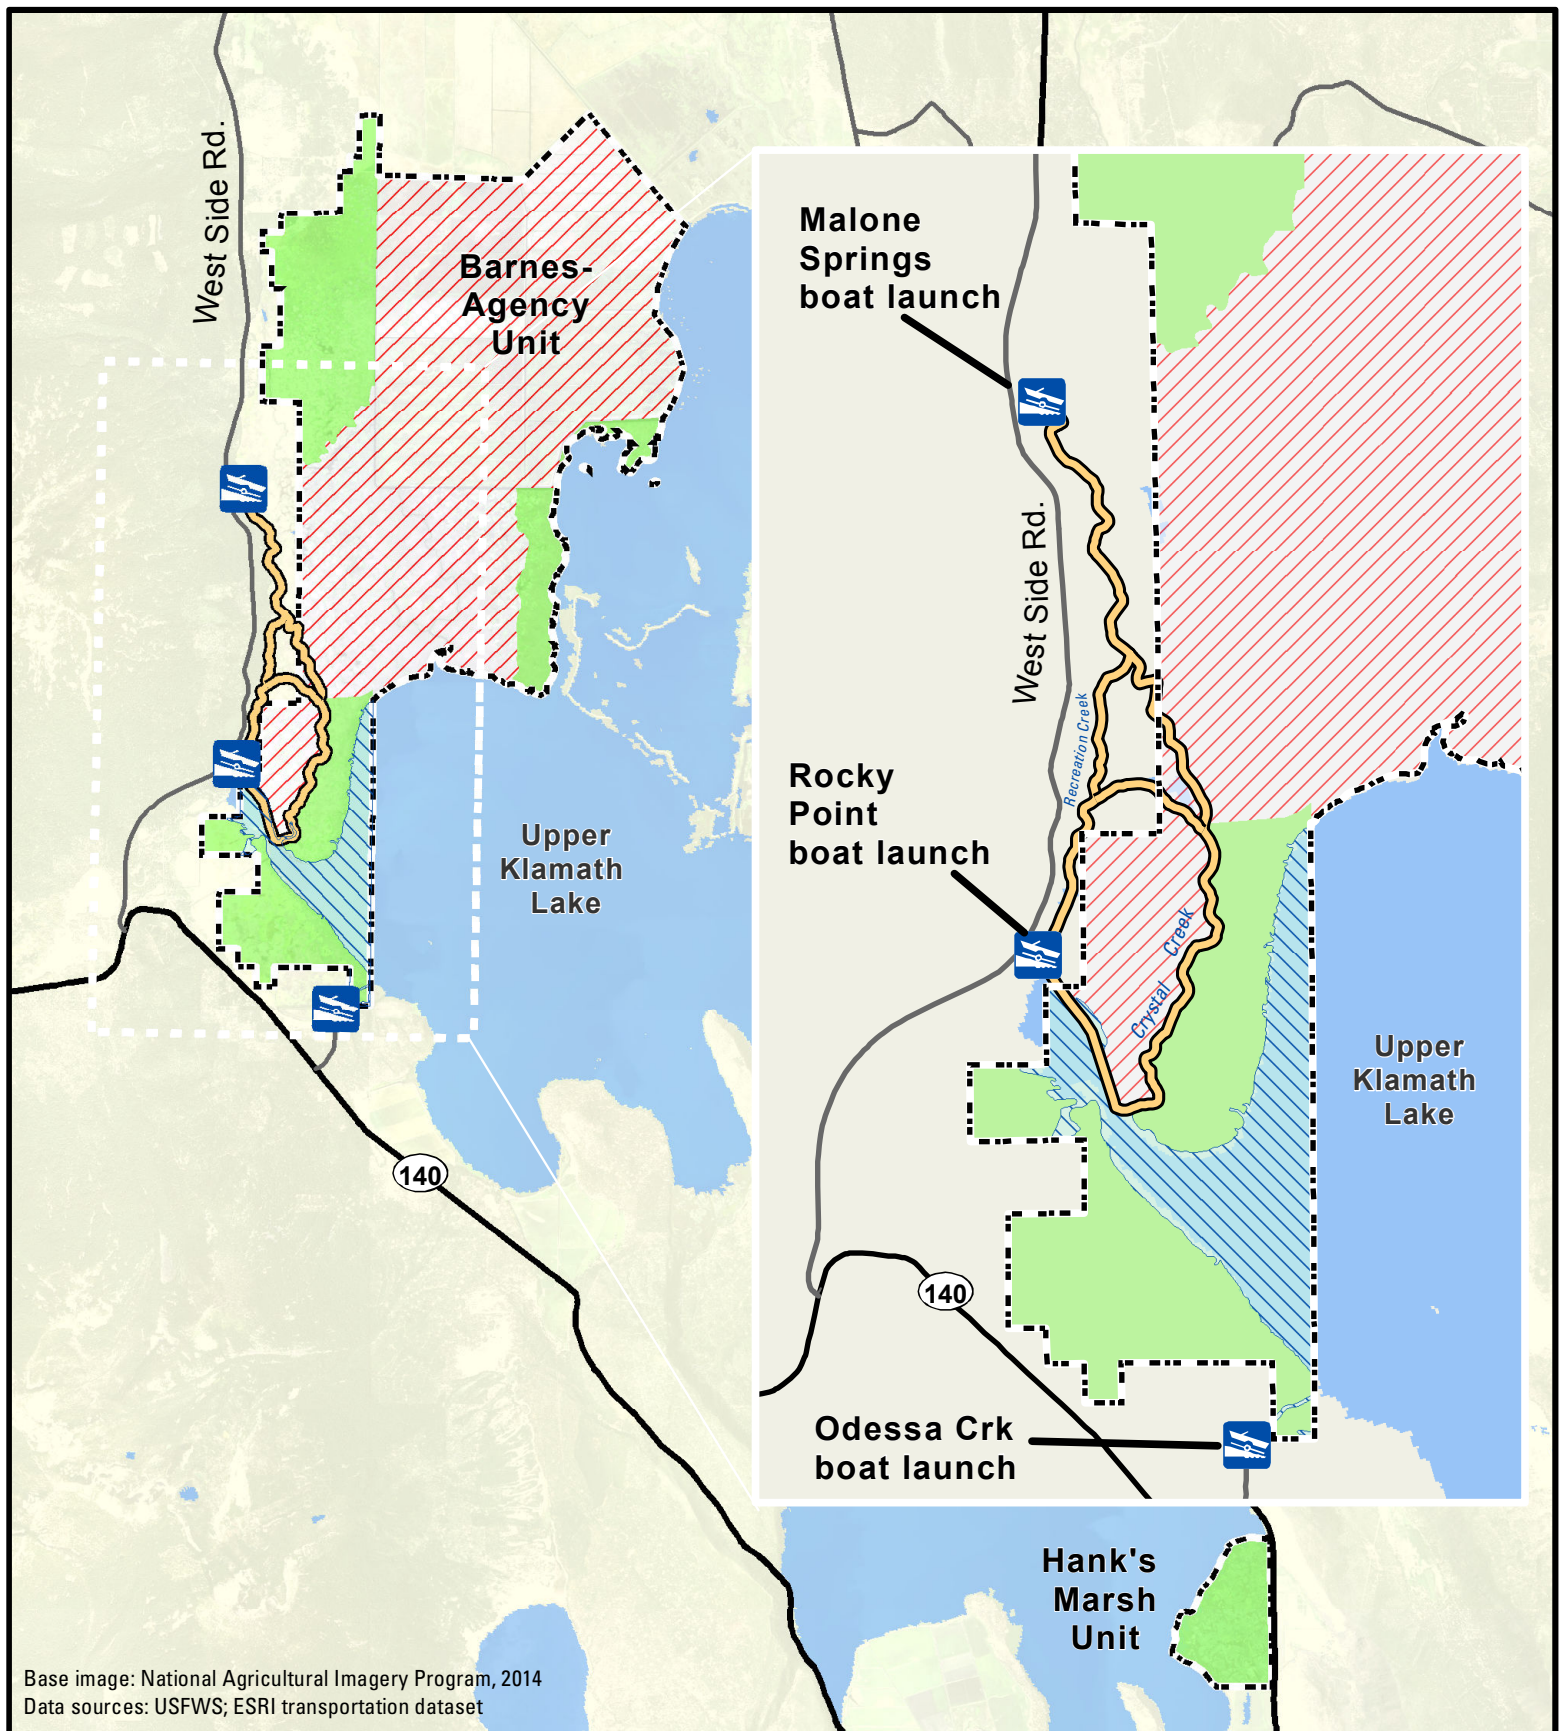 West Side Rd.
Barnes-
Agency
Unit
Upper
Klamath
Lake
140
Malone
Springs
boat launch
West Side Rd.
Recreation Creek
Rocky
Point
boat launch
Crystal Creek
Upper
Klamath
Lake
140
Odessa Crk
boat launch
Hank's
Marsh
Unit
Base image: National Agricultural Imagery Program, 2014
Data sources: USFWS; ESRI transportation dataset